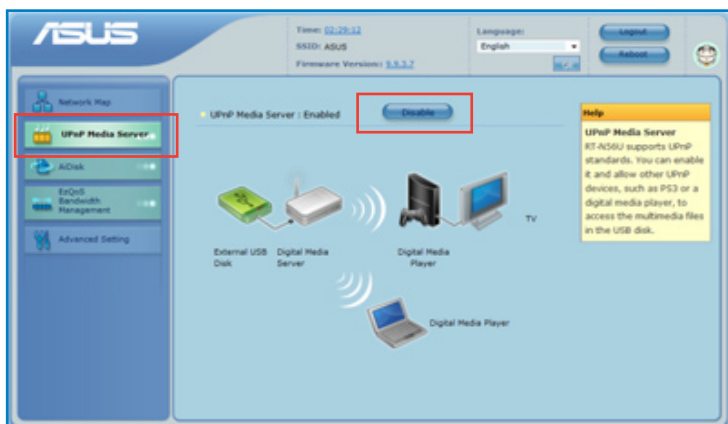 ASUS
Time: 02:29:12
SSID: ASUS
Firmware Version: 9.9.3.7
Language:
English
Logout
Reboot
Network Map
UPnP Media Server
AiDisk
EzQoS
Bandwidth
Management
Advanced Setting
UPnP Media Server : Enabled
Disable
External USB
Disk
Digital Media
Server
Digital Media
Player
TV
Digital Media Player
Help
UPnP Media Server
RT-N56U supports UPnP
standards. You can enable
it and allow other UPnP
devices, such as PS3 or a
digital media player, to
access the multimedia files
in the USB disk.